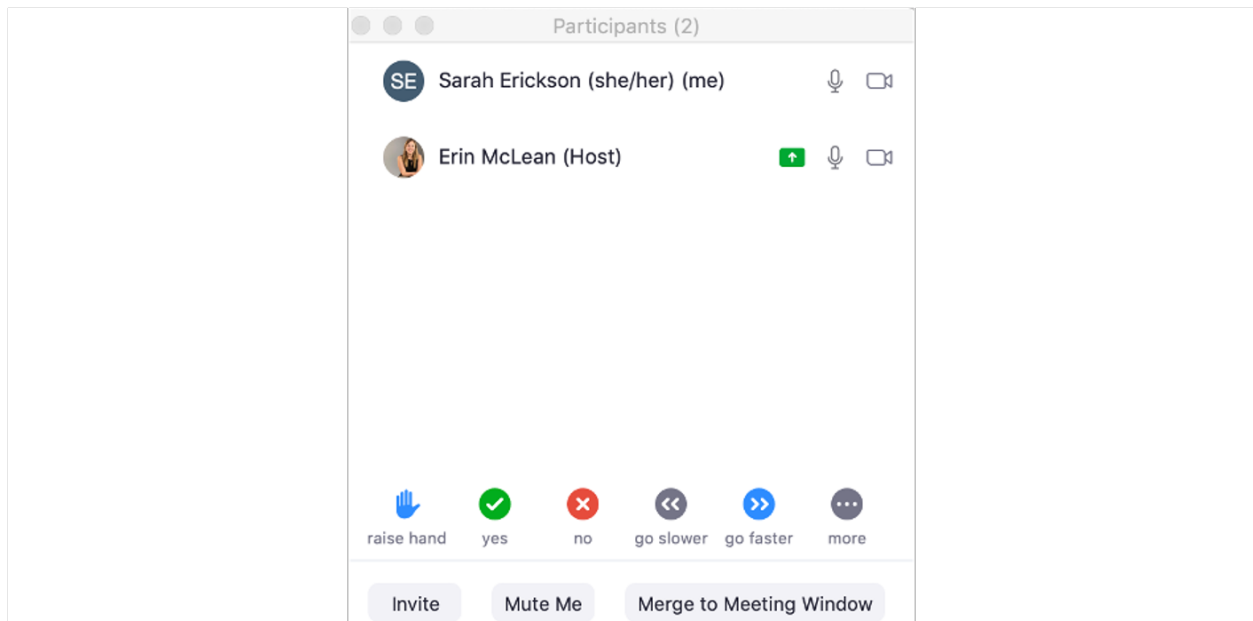 Participants (2)
SE Sarah Erickson (she/her) (me)
Erin McLean (Host)
raise hand yes no go slower go faster more
Invite Mute Me Merge to Meeting Window